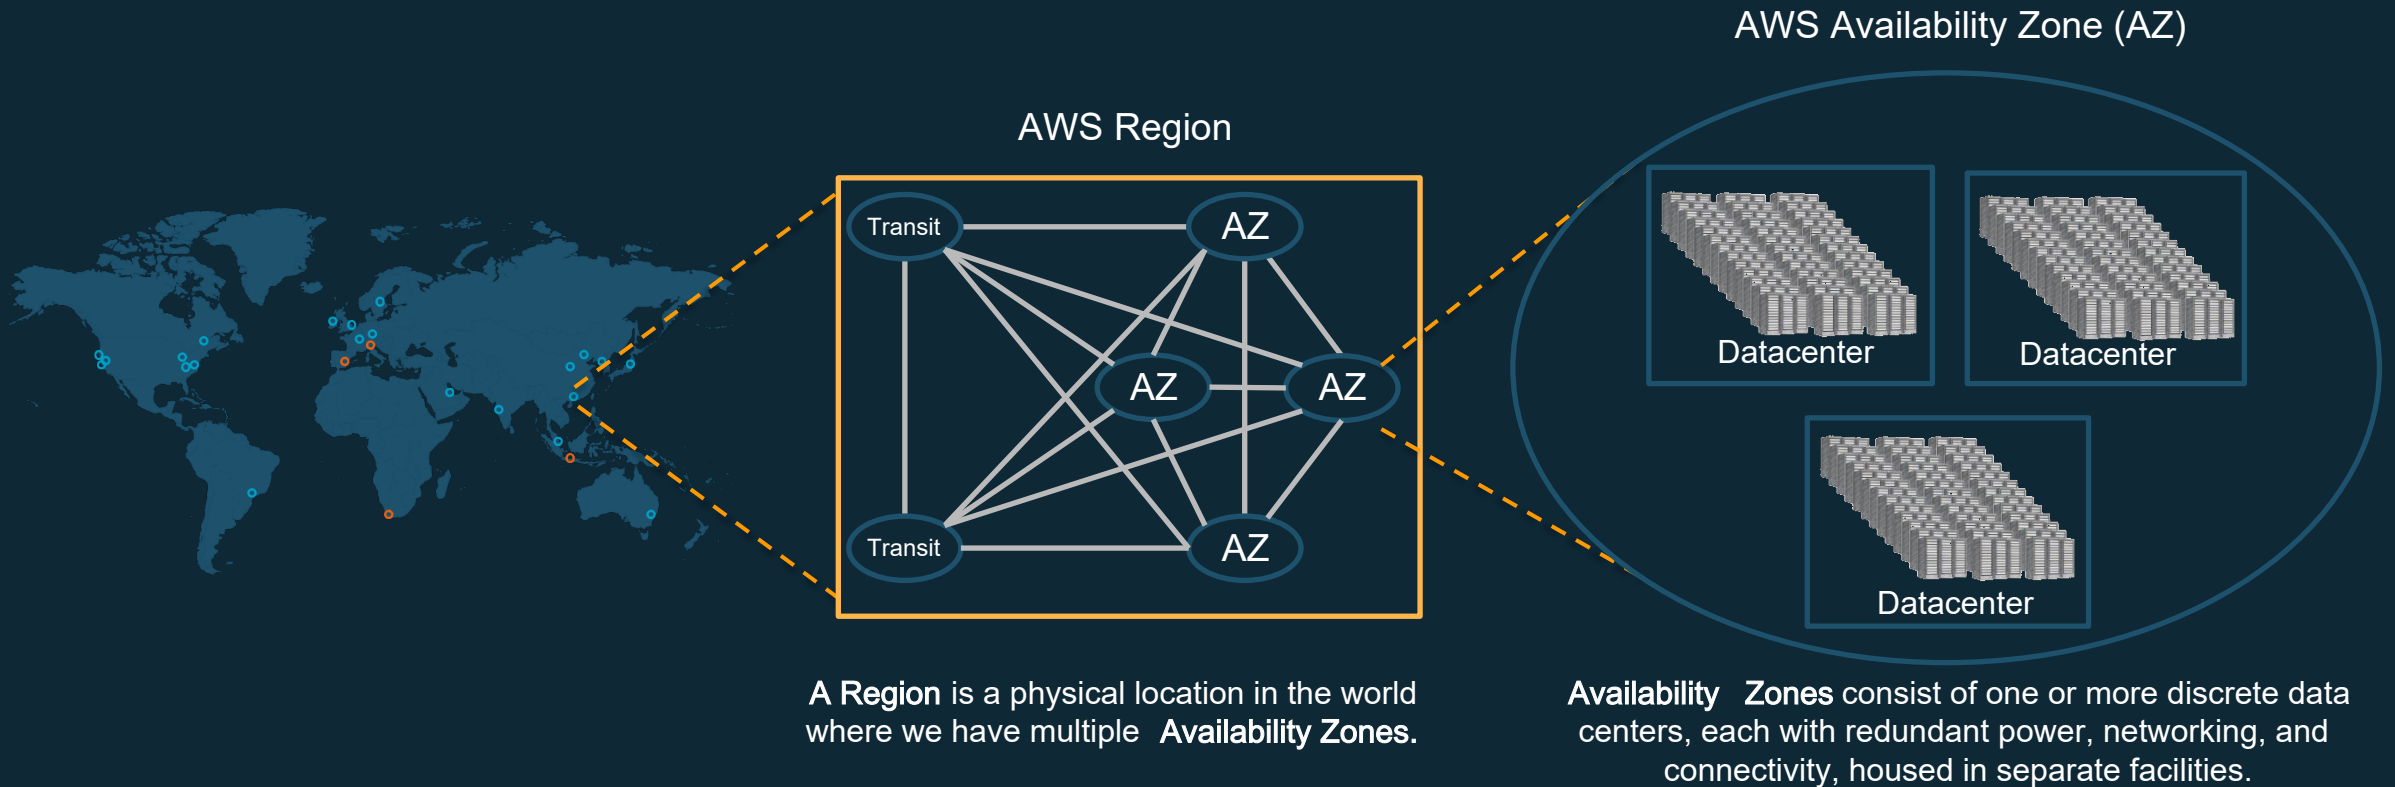 AWS Availability Zone (AZ)
AWS Region
Transit
AZ
AZ
AZ
Transit
AZ
Datacenter
Datacenter
Datacenter
A Region is a physical location in the world
where we have multiple Availability Zones.
Availability Zones consist of one or more discrete data
centers, each with redundant power, networking, and
connectivity, housed in separate facilities.